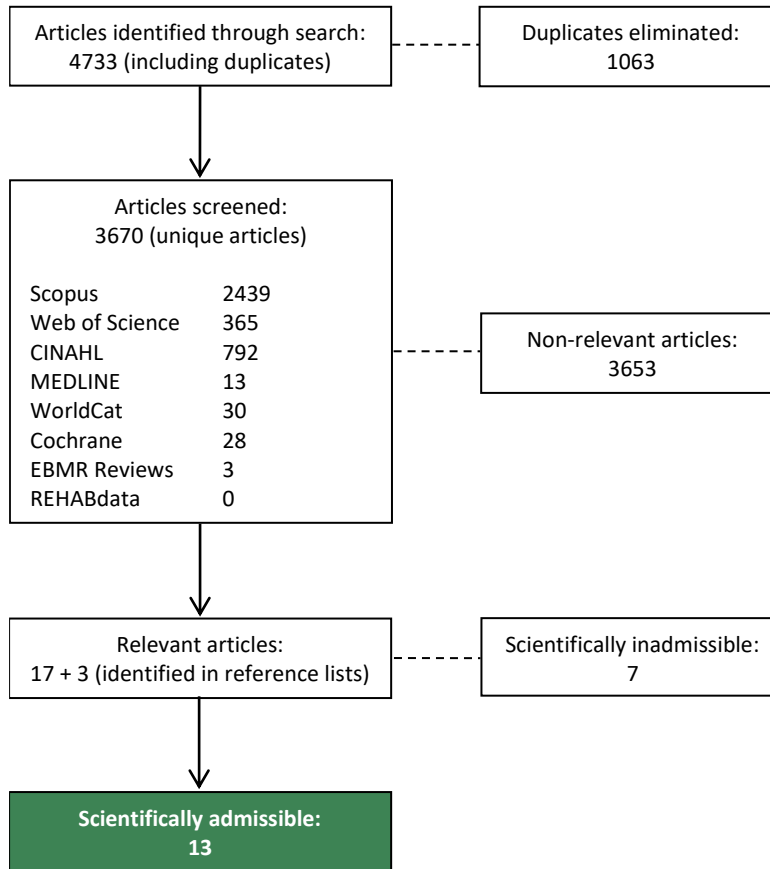 Articles identified through search:
4733 (including duplicates)
Duplicates eliminated:
1063
Articles screened:
3670 (unique articles)
Scopus 2439
Web of Science 365
CINAHL 792
MEDLINE 13
WorldCat 30
Cochrane 28
EBMR Reviews 3
REHABdata 0
Non-relevant articles:
3653
Relevant articles:
17 + 3 (identified in reference lists)
Scientifically inadmissible:
7
Scientifically admissible:
13